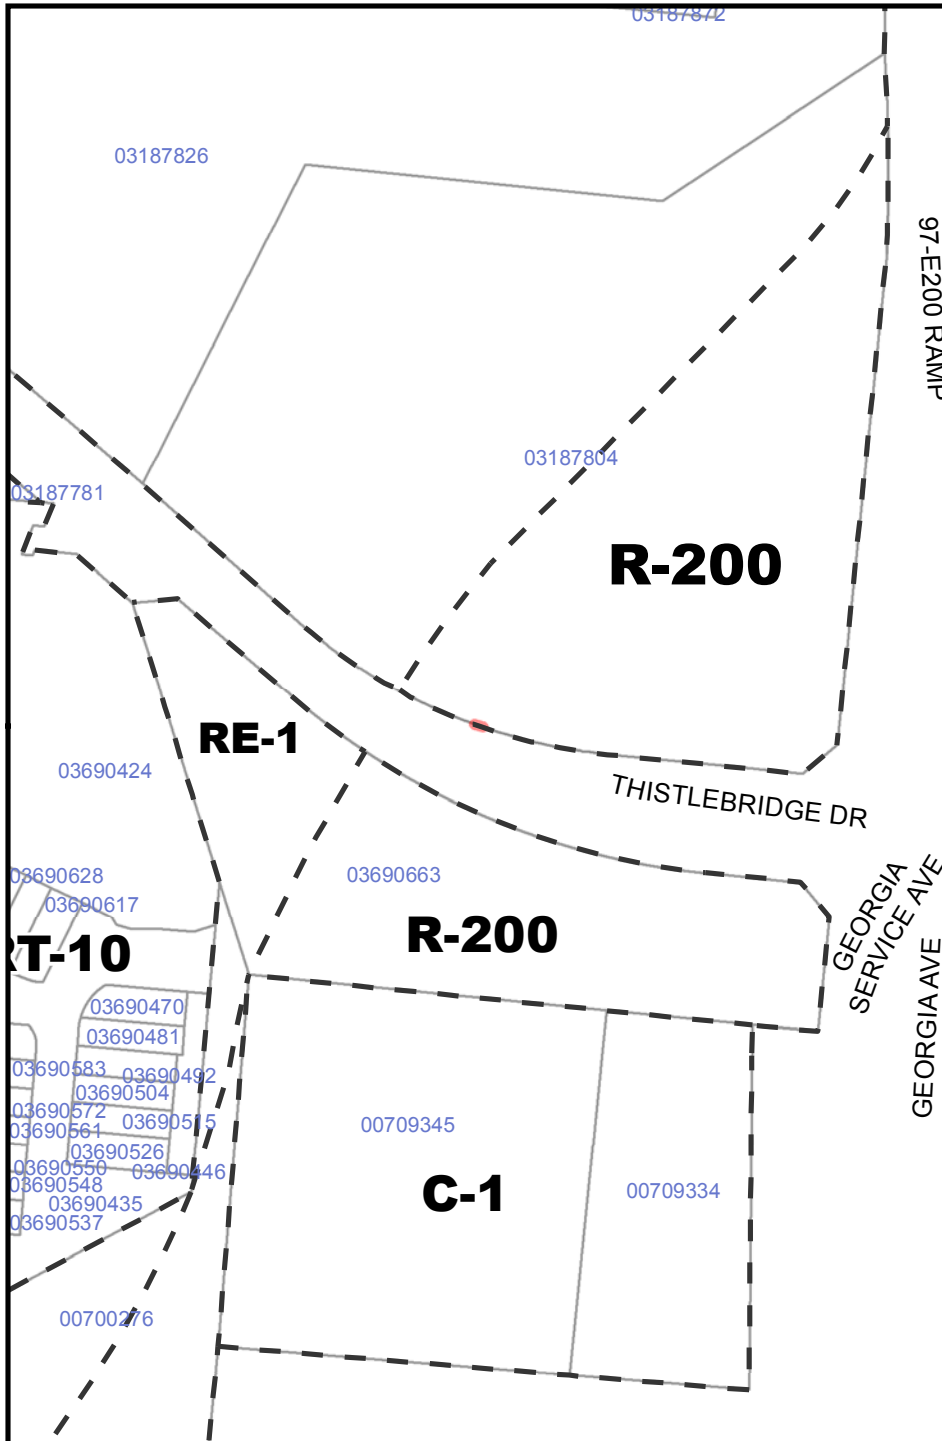 03187872
03187826
97-E200 RAMP
03187804
03187781
R-200
RE-1
03690424
THISTLEBRIDGE DR
03690628
03690663
03690617
GEORGIA
SERVICE AVE
R-200
RT-10
GEORGIA AVE
03690470
03690481
03690583
03690492
03690504
03690572
03690515
03690561
00709345
03690526
03690550
03690446
03690548
C-1
00709334
03690435
03690537
00700276